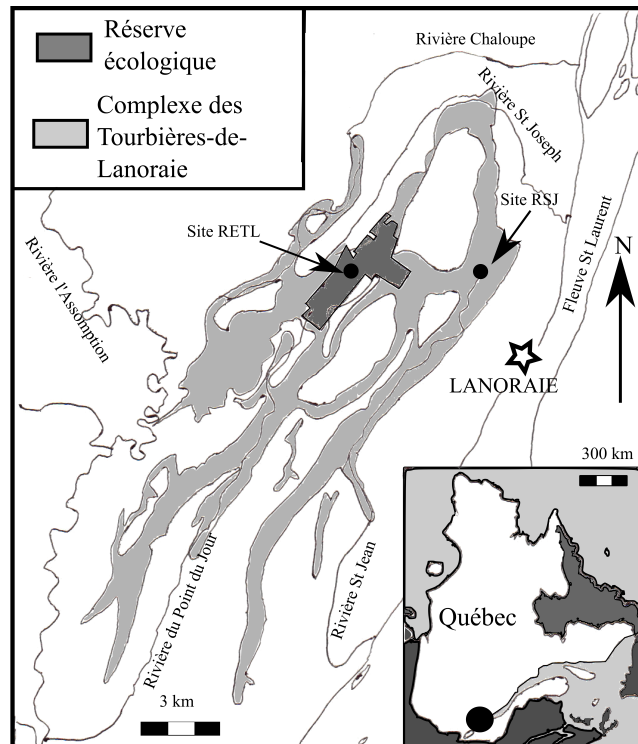 Réserve
écologique
Complexe des
Tourbières-de-
Lanoraie
Rivière Chaloupe
Rivière St Joseph
Site RSJ
Site RETL
Fleuve St Laurent
N
Rivière l'Assomption
LANORAIE
300 km
Québec
Rivière du Point du Jour
Rivière St Jean
3 km